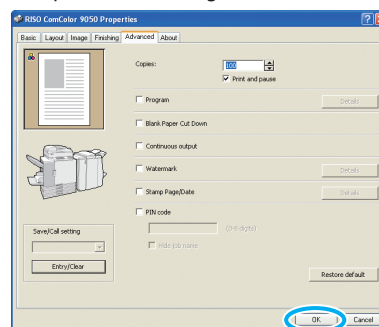 RISO ComColor 9050 Properties
Basic Layout Image Finishing Advanced About
Copies: 100
Print and pause
Program Details
Blank Paper Cut Down
Continuous output
Watermark Details
Stamp Page/Date Details
PIN code
(0-8 digits)
Hide job name
Save/Call setting
Entry/Clear
Restore default
OK Cancel